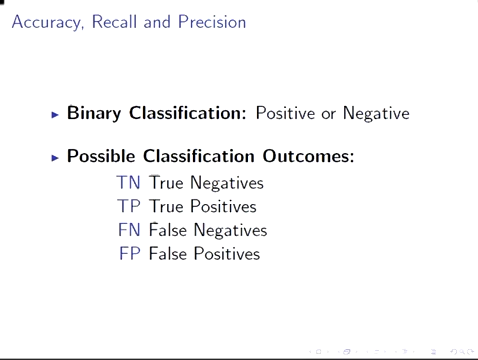 Accuracy, Recall and Precision
Binary Classification: Positive or Negative
Possible Classification Outcomes:
TN True Negatives
TP True Positives
FN False Negatives
FP False Positives